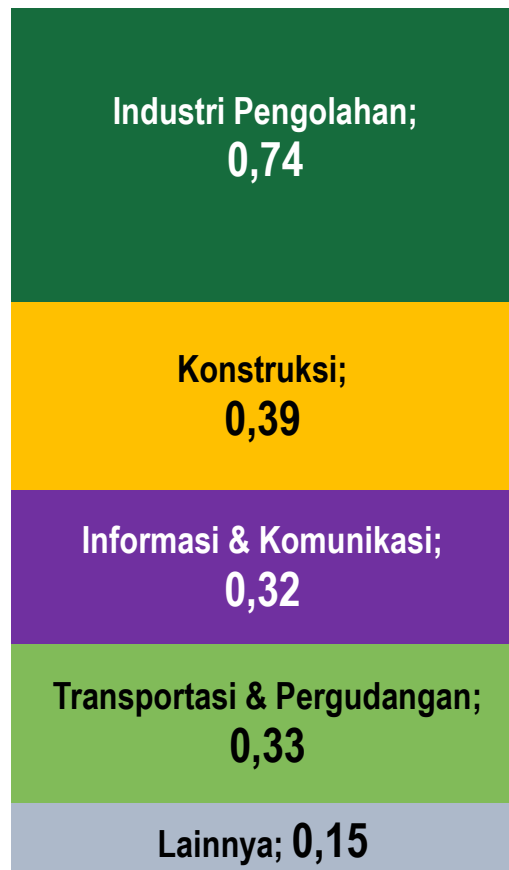 Industri Pengolahan;
0,74
Konstruksi;
0,39
Informasi & Komunikasi;
0,32
Transportasi & Pergudangan;
0,33
Lainnya; 0,15